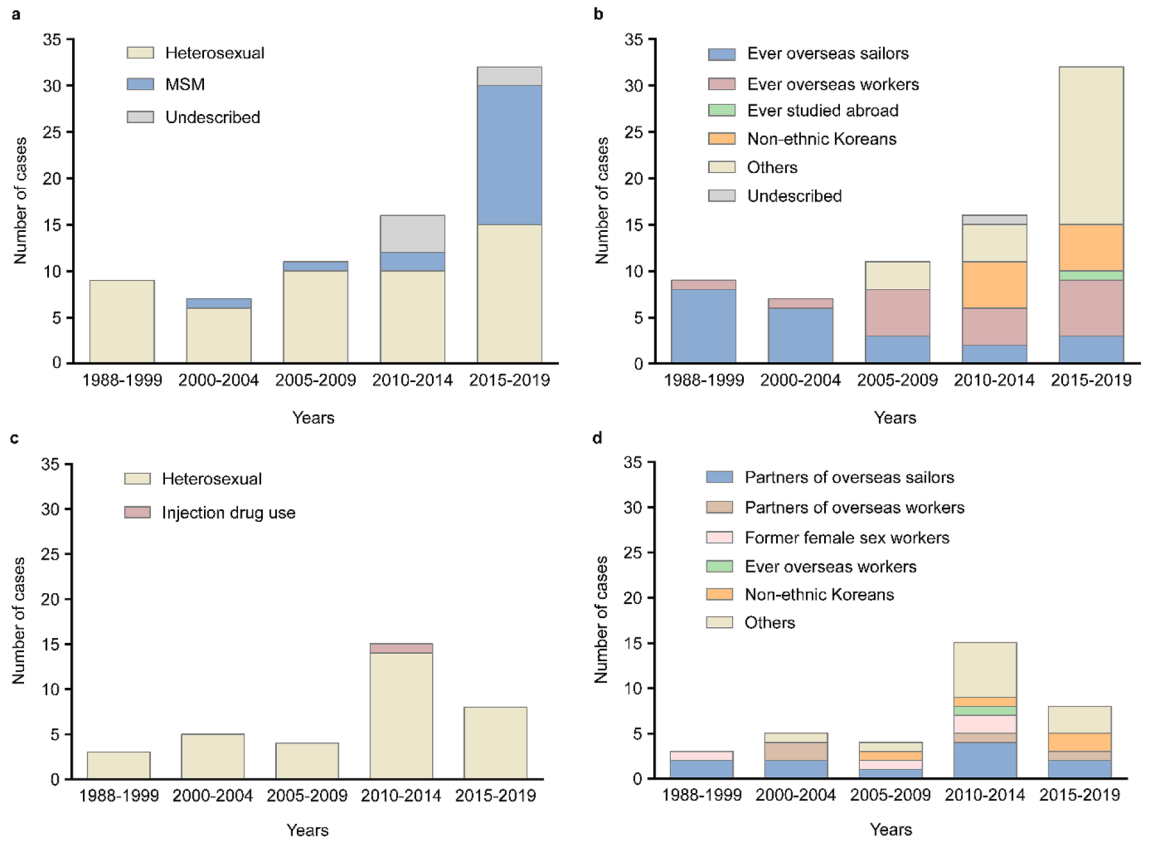 a
35
30
25
20
15
10
5
0
Number of cases
Heterosexual
MSM
Undescribed
1988-1999 2000-2004 2005-2009 2010-2014 2015-2019
Years
b
35
30
25
20
15
10
5
0
Number of cases
Ever overseas sailors
Ever overseas workers
Ever studied abroad
Non-ethnic Koreans
Others
Undescribed
1988-1999 2000-2004 2005-2009 2010-2014 2015-2019
Years
c
35
30
25
20
15
10
5
0
Number of cases
Heterosexual
Injection drug use
1988-1999 2000-2004 2005-2009 2010-2014 2015-2019
Years
d
35
30
25
20
15
10
5
0
Number of cases
Partners of overseas sailors
Partners of overseas workers
Former female sex workers
Ever overseas workers
Non-ethnic Koreans
Others
1988-1999 2000-2004 2005-2009 2010-2014 2015-2019
Years